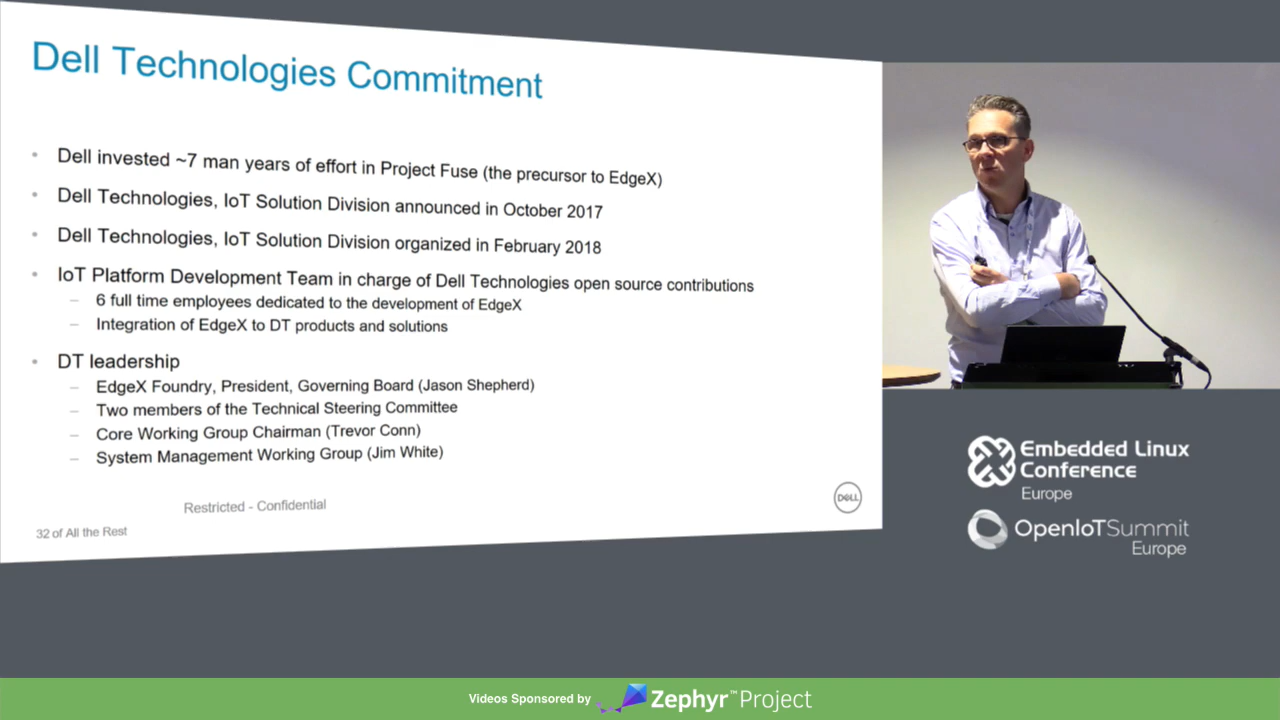 Dell Technologies Commitment
• Dell invested ~7 man years of effort in Project Fuse (the precursor to EdgeX)
• Dell Technologies, IoT Solution Division announced in October 2017
• Dell Technologies, IoT Solution Division organized in February 2018
• IoT Platform Development Team in charge of Dell Technologies open source contributions
– 6 full time employees dedicated to the development of EdgeX
– Integration of EdgeX to DT products and solutions
• DT leadership
– EdgeX Foundry, President, Governing Board (Jason Shepherd)
– Two members of the Technical Steering Committee
– Core Working Group Chairman (Trevor Conn)
– System Management Working Group (Jim White)
Restricted - Confidential
32 of All the Rest
DELL
Embedded Linux
Conference
Europe
OpenIoTSummit
Europe
Videos Sponsored by Zephyr™Project